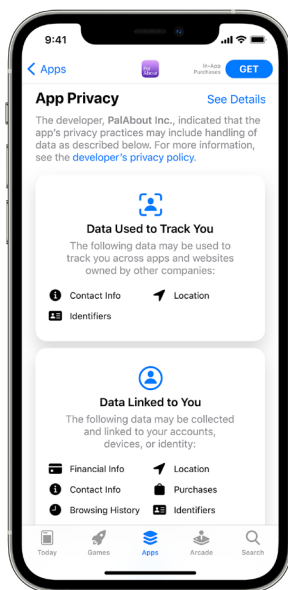 9:41
Apps
Pal
About
In-App
Purchases
GET
App Privacy
See Details
The developer, PalAbout Inc., indicated that the
app's privacy practices may include handling of
data as described below. For more information,
see the developer's privacy policy.
Data Used to Track You
The following data may be used to
track you across apps and websites
owned by other companies:
Contact Info
Location
Identifiers
Data Linked to You
The following data may be collected
and linked to your accounts,
devices, or identity:
Financial Info
Location
Contact Info
Purchases
Browsing History
Identifiers
Today
Games
Apps
Arcade
Search